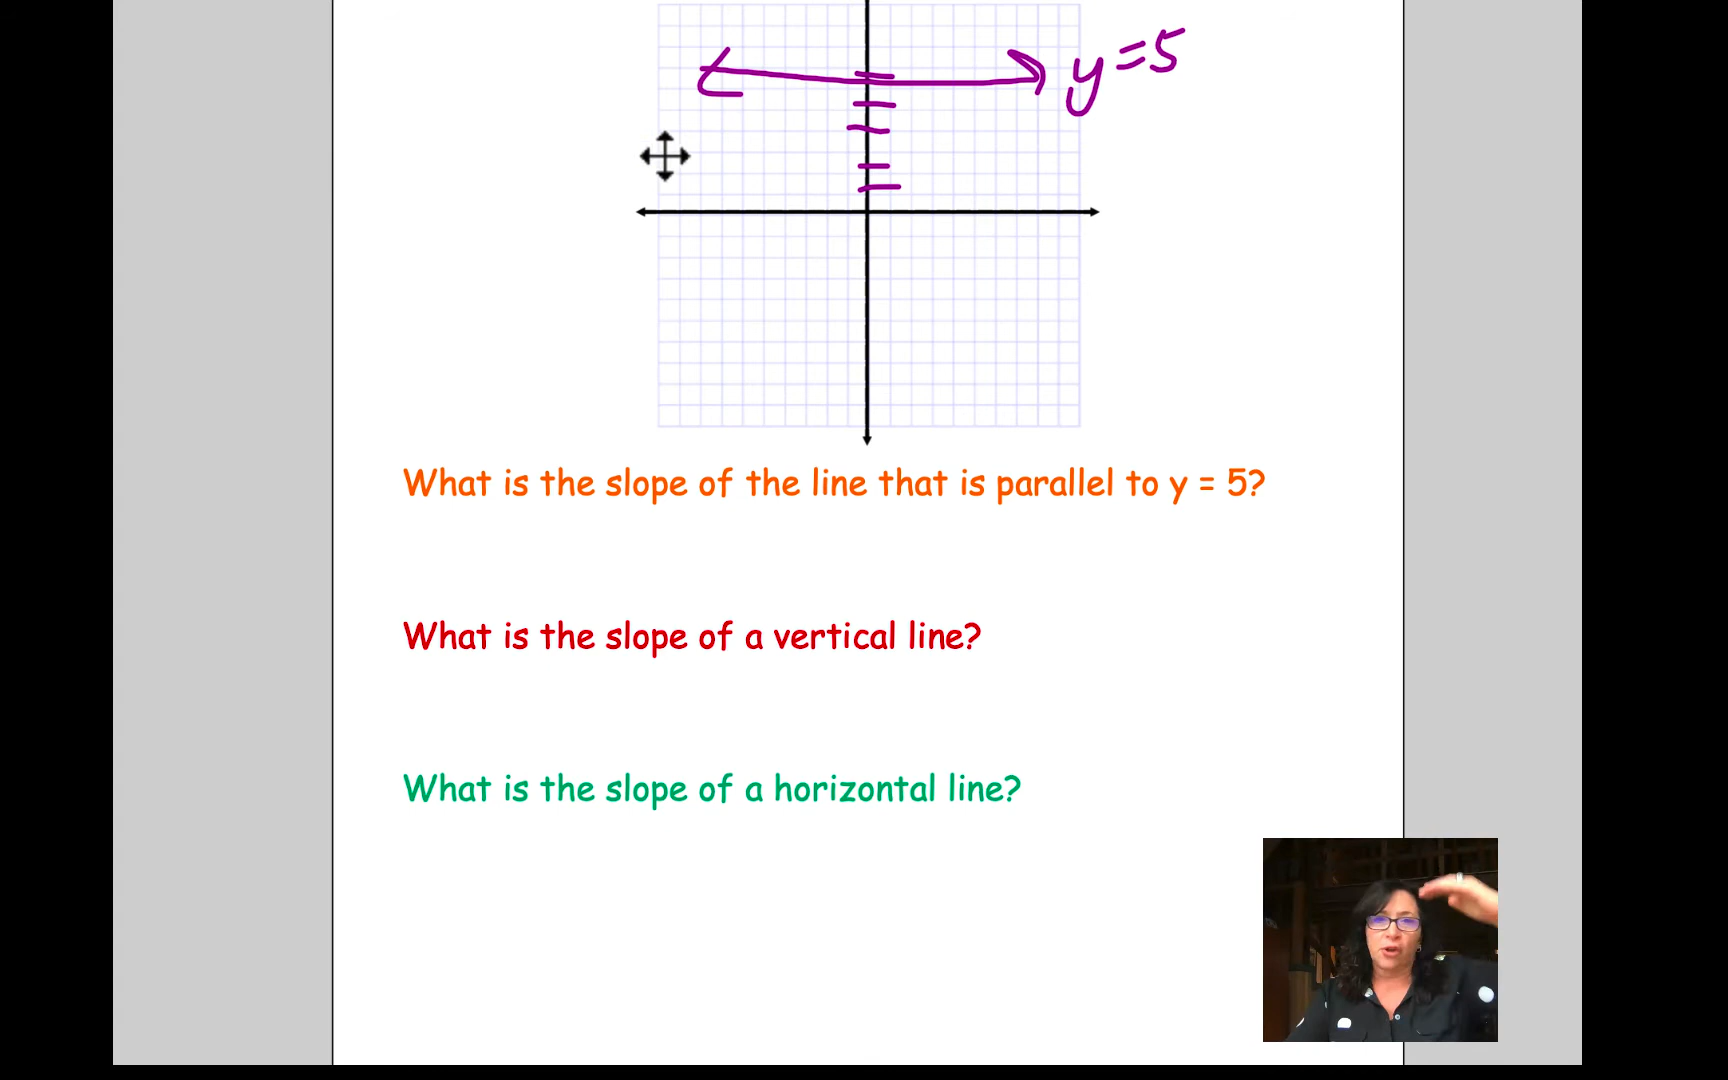 y=5
What is the slope of the line that is parallel to y = 5?
What is the slope of a vertical line?
What is the slope of a horizontal line?